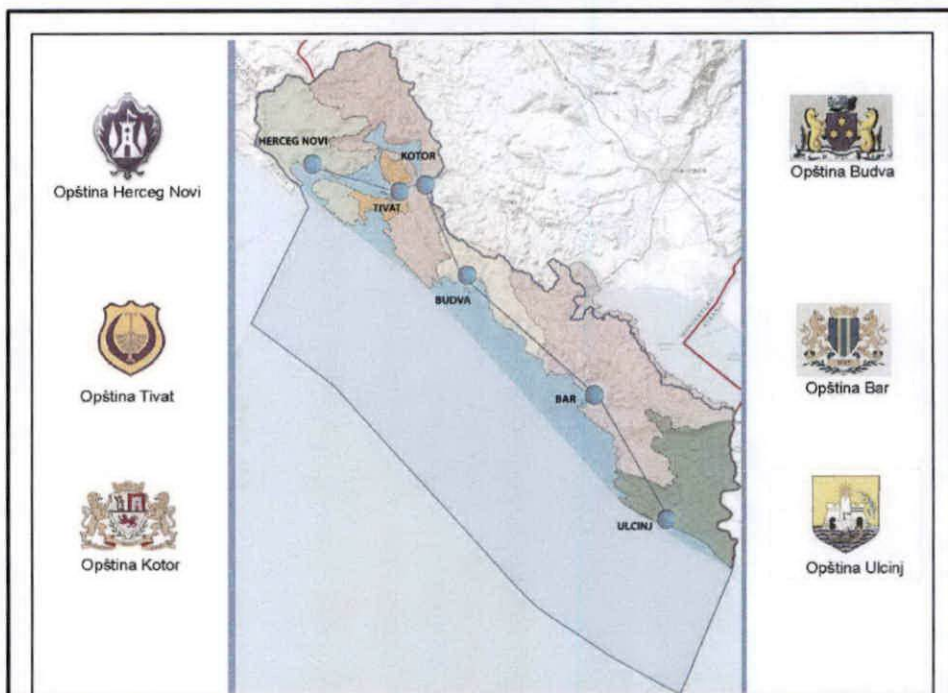 Opština Herceg Novi
Opština Tivat
Opština Kotor
HERCEG NOVI
KOTOR
TIVAT
BUDVA
BAR
ULCINJ
Opština Budva
Opština Bar
Opština Ulcinj